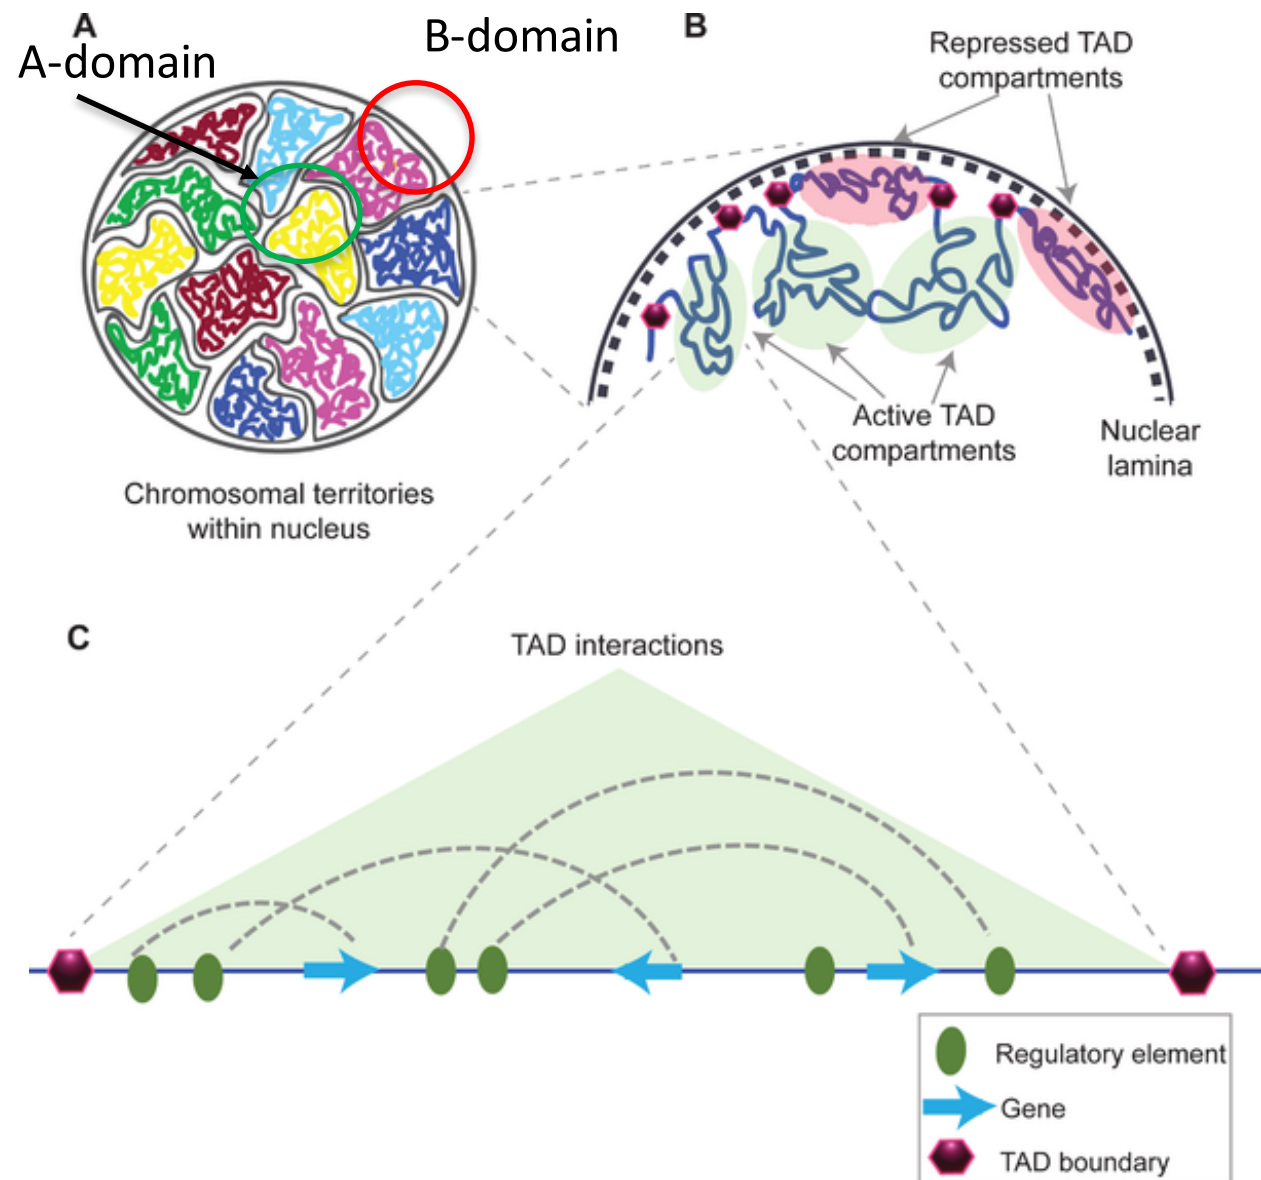 A
A-domain
B-domain
Chromosomal territories
within nucleus
B
Repressed TAD
compartments
Active TAD
compartments
Nuclear
lamina
C
TAD interactions
Regulatory element
Gene
TAD boundary